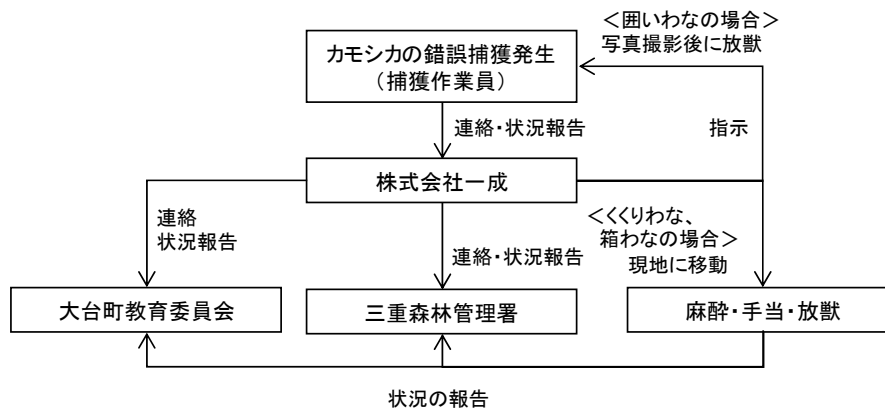 ＜囲いわなの場合＞
写真撮影後に放獣
カモシカの錯誤捕獲発生
（捕獲作業員）
連絡・状況報告
指示
株式会社一成
連絡
状況報告
＜くくりわな、
箱わなの場合＞
現地に移動
連絡・状況報告
大台町教育委員会
三重森林管理署
麻酔・手当・放獣
状況の報告